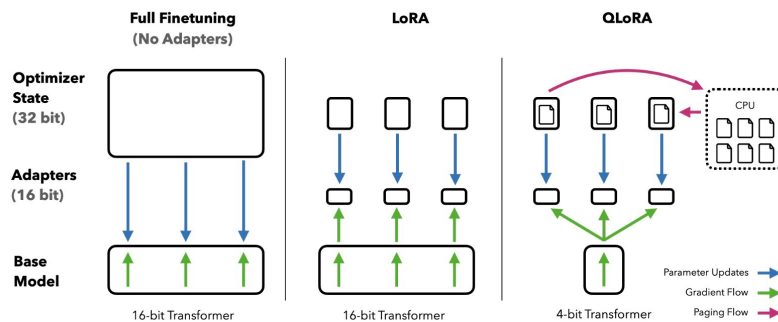 Full Finetuning
(No Adapters)
LoRA
QLoRA
Optimizer
State
(32 bit)
CPU
Adapters
(16 bit)
Base
Model
Parameter Updates
Gradient Flow
Paging Flow
16-bit Transformer
16-bit Transformer
4-bit Transformer